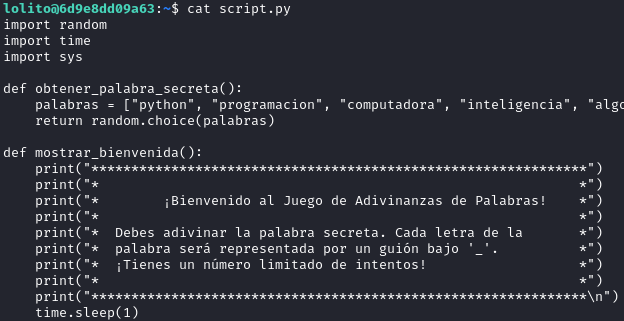 lolito@6d9e8dd09a63:~$ cat script.py
import random
import time
import sys

def obtener_palabra_secreta():
    palabras = ["python", "programacion", "computadora", "inteligencia", "algo
    return random.choice(palabras)

def mostrar_bienvenida():
    print("**************************************************************")
    print("*                                                            *")
    print("*        ¡Bienvenido al Juego de Adivinanzas de Palabras!    *")
    print("*                                                            *")
    print("*  Debes adivinar la palabra secreta. Cada letra de la       *")
    print("*  palabra será representada por un guión bajo '_'.          *")
    print("*  ¡Tienes un número limitado de intentos!                   *")
    print("*                                                            *")
    print("**************************************************************\n")
    time.sleep(1)